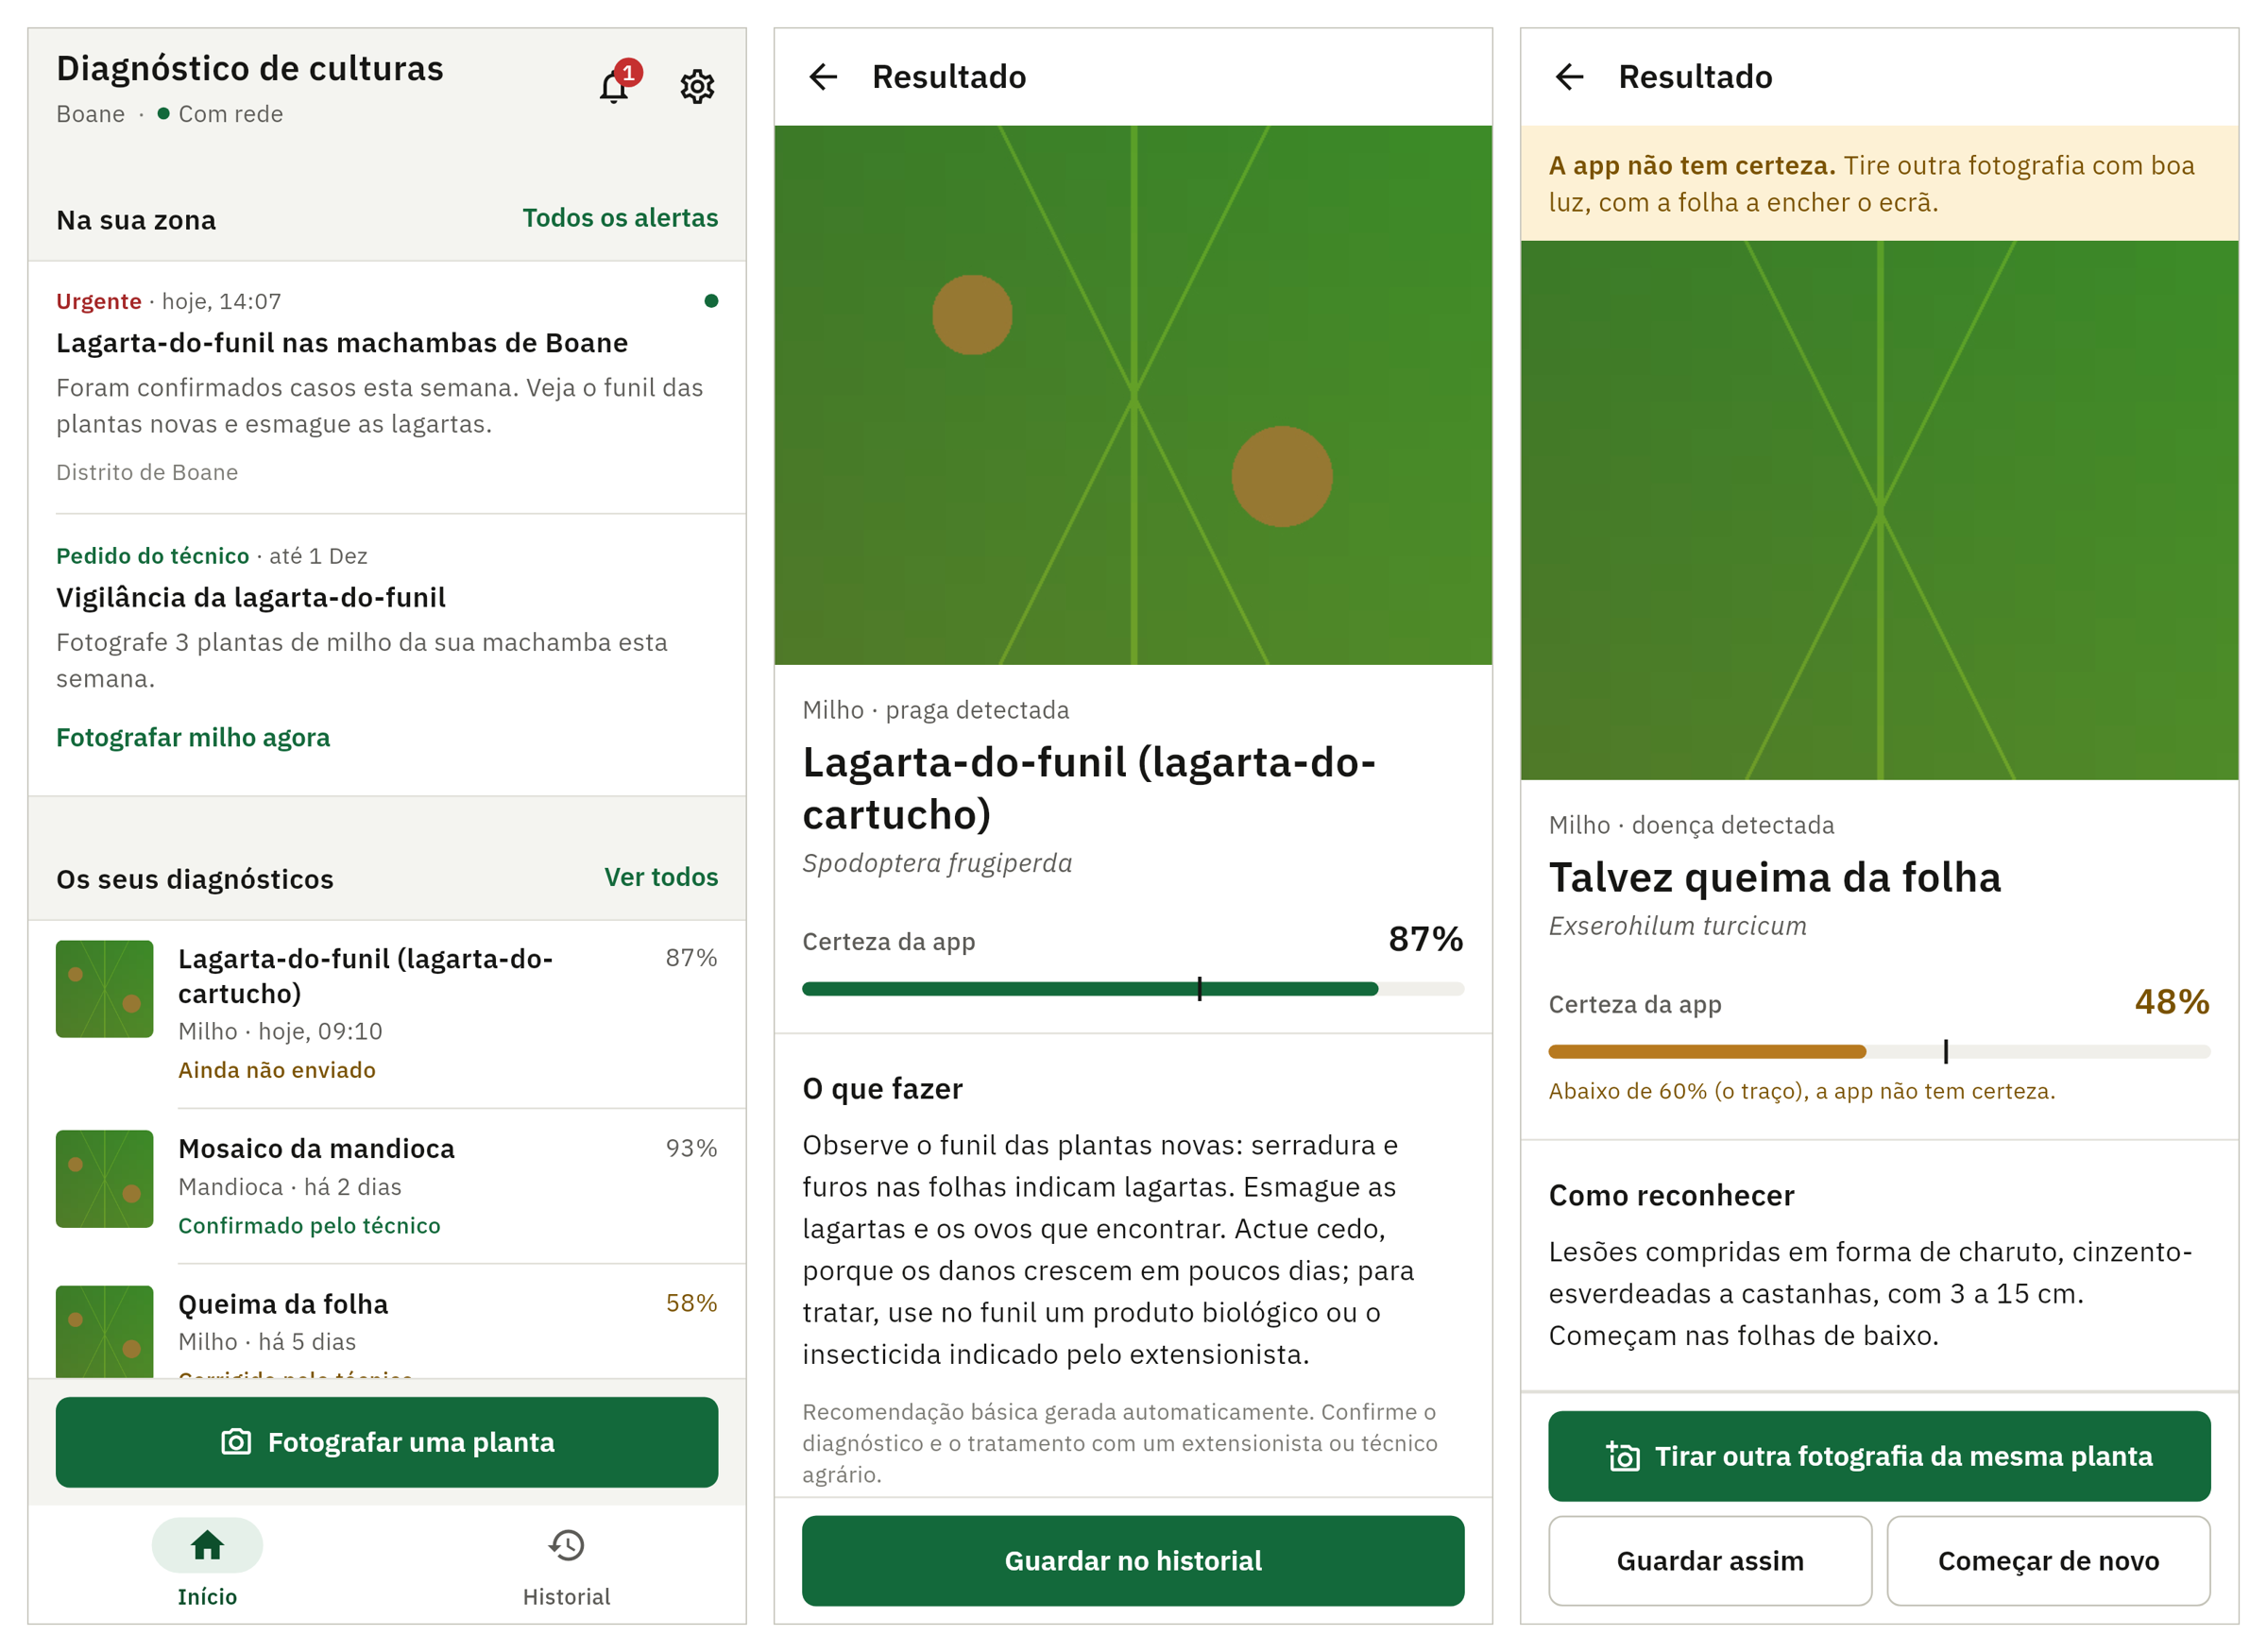 Diagnóstico de culturas
1
Boane · Com rede
Na sua zona
Todos os alertas
Urgente · hoje, 14:07
Lagarta-do-funil nas machambas de Boane
Foram confirmados casos esta semana. Veja o funil das
plantas novas e esmague as lagartas.
Distrito de Boane
Pedido do técnico · até 1 Dez
Vigilância da lagarta-do-funil
Fotografe 3 plantas de milho da sua machamba esta
semana.
Fotografar milho agora
Os seus diagnósticos
Ver todos
Lagarta-do-funil (lagarta-do-
cartucho)
87%
Milho · hoje, 09:10
Ainda não enviado
Mosaico da mandioca
93%
Mandioca · há 2 dias
Confirmado pelo técnico
Queima da folha
58%
Milho · há 5 dias
Corrigido pelo técnico
Fotografar uma planta
Início
Historial
Resultado
Milho · praga detectada
Lagarta-do-funil (lagarta-do-
cartucho)
Spodoptera frugiperda
Certeza da app
87%
O que fazer
Observe o funil das plantas novas: serradura e
furos nas folhas indicam lagartas. Esmague as
lagartas e os ovos que encontrar. Actue cedo,
porque os danos crescem em poucos dias; para
tratar, use no funil um produto biológico ou o
insecticida indicado pelo extensionista.
Recomendação básica gerada automaticamente. Confirme o
diagnóstico e o tratamento com um extensionista ou técnico
agrário.
Guardar no historial
Resultado
A app não tem certeza. Tire outra fotografia com boa
luz, com a folha a encher o ecrã.
Milho · doença detectada
Talvez queima da folha
Exserohilum turcicum
Certeza da app
48%
Abaixo de 60% (o traço), a app não tem certeza.
Como reconhecer
Lesões compridas em forma de charuto, cinzento-
esverdeadas a castanhas, com 3 a 15 cm.
Começam nas folhas de baixo.
Tirar outra fotografia da mesma planta
Guardar assim
Começar de novo